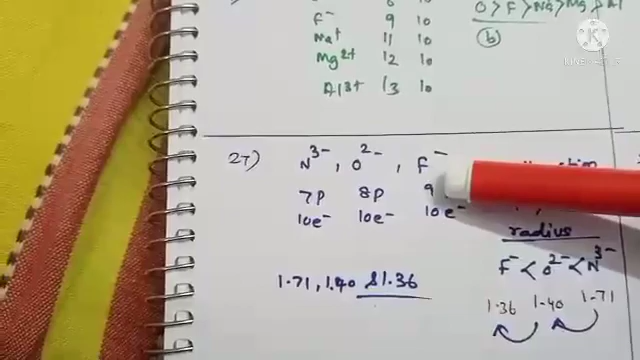 O > F > Na > Mg > Al
F⁻ 9 10
Na⁺ 11 10
Mg²⁺ 12 10
Al³⁺ 13 10
(b)
27) N³⁻, O²⁻, F⁻
7P 8P 9
10e⁻ 10e⁻ 10e⁻
radius
F⁻ < O²⁻ < N³⁻
1.71, 1.40 & 1.36
1.36 1.40 1.71